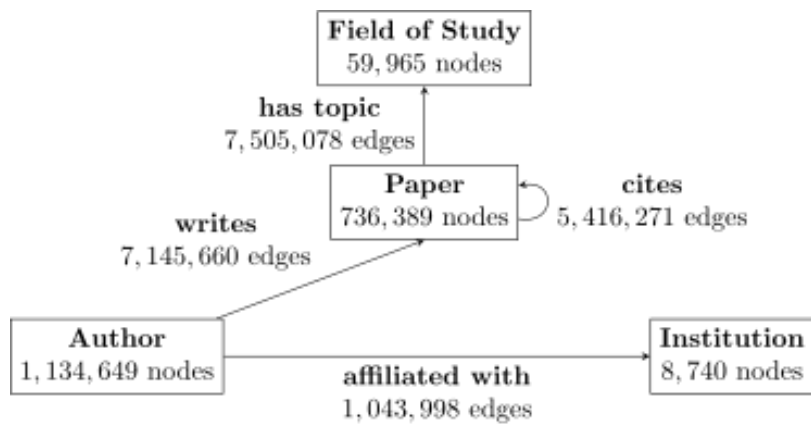 Field of Study
59, 965 nodes
has topic
7, 505, 078 edges
Paper
736, 389 nodes
cites
5, 416, 271 edges
writes
7, 145, 660 edges
Author
1, 134, 649 nodes
Institution
8, 740 nodes
affiliated with
1, 043, 998 edges